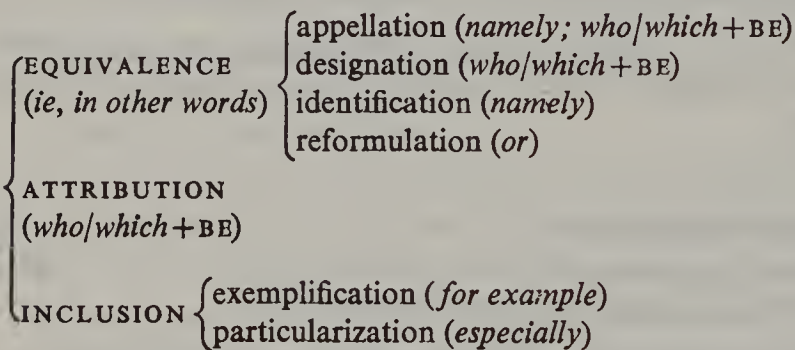 EQUIVALENCE
(ie, in other words)
appellation (namely; who/which+BE)
designation (who/which+BE)
identification (namely)
reformulation (or)
ATTRIBUTION
(who/which+BE)
INCLUSION
exemplification (for example)
particularization (especially)